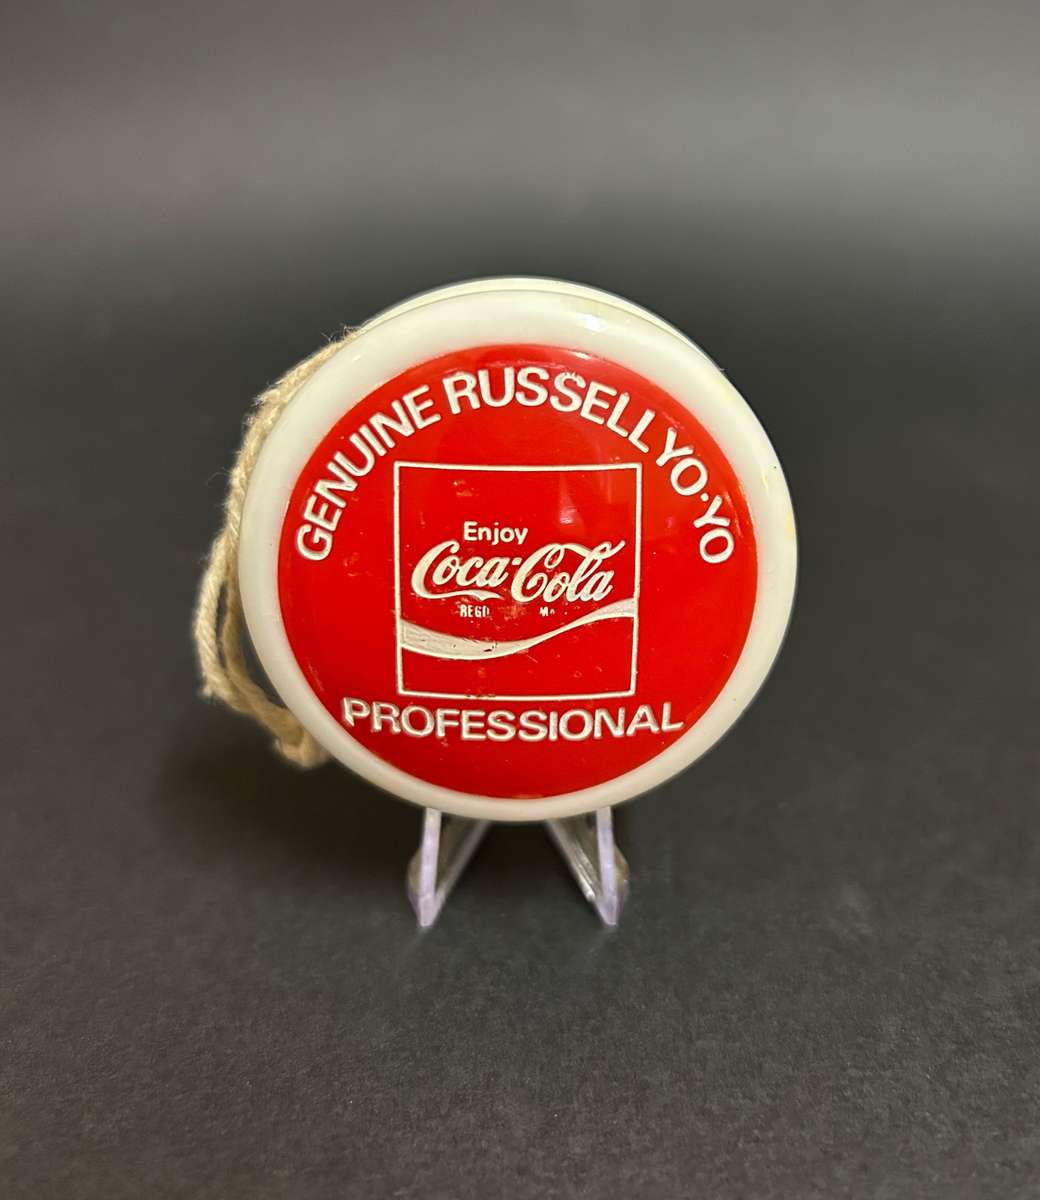 GENUINE RUSSELL YO·YO
Enjoy
Coca-Cola
PROFESSIONAL